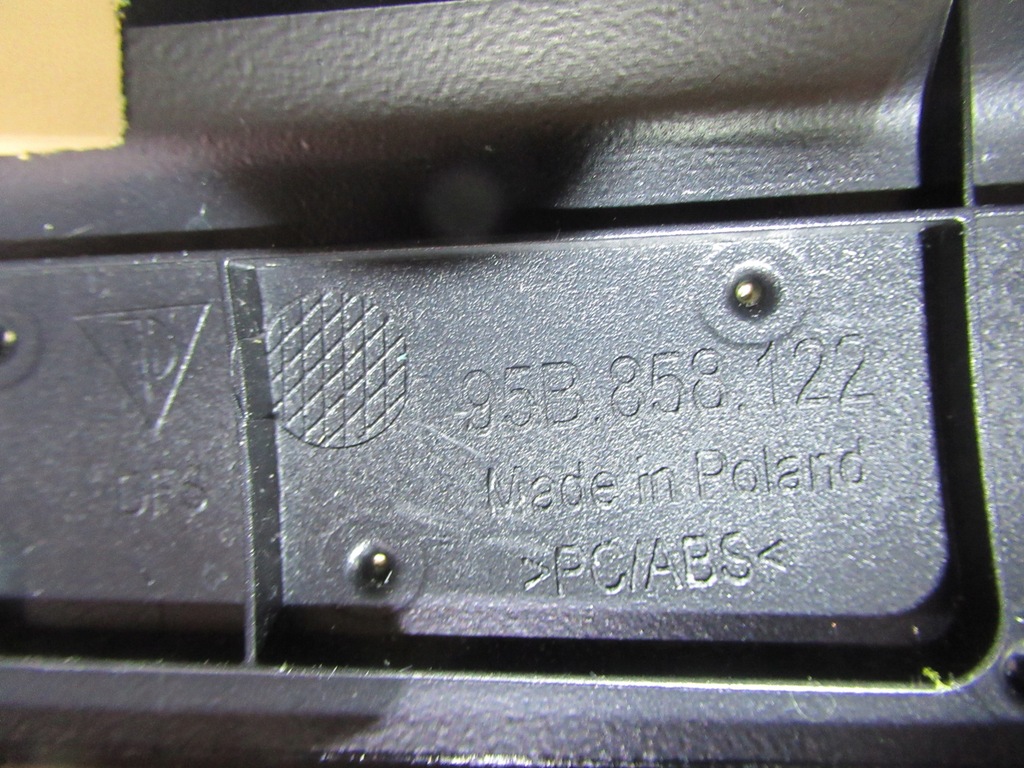 95B.858.122
Made in Poland
>PC/ABS<